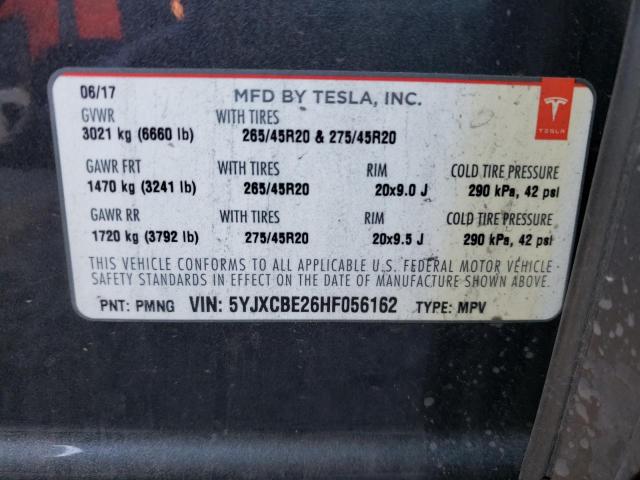 06/17 MFD BY TESLA, INC.
GVWR WITH TIRES
3021 kg (6660 lb) 265/45R20 & 275/45R20
GAWR FRT WITH TIRES RIM COLD TIRE PRESSURE
1470 kg (3241 lb) 265/45R20 20x9.0 J 290 kPa, 42 psi
GAWR RR WITH TIRES RIM COLD TIRE PRESSURE
1720 kg (3792 lb) 275/45R20 20x9.5 J 290 kPa, 42 psi
THIS VEHICLE CONFORMS TO ALL APPLICABLE U.S. FEDERAL MOTOR VEHICLE
SAFETY STANDARDS IN EFFECT ON THE DATE OF MANUFACTURE SHOWN ABOVE.
PNT: PMNG VIN: 5YJXCBE26HF056162 TYPE: MPV
TESLA